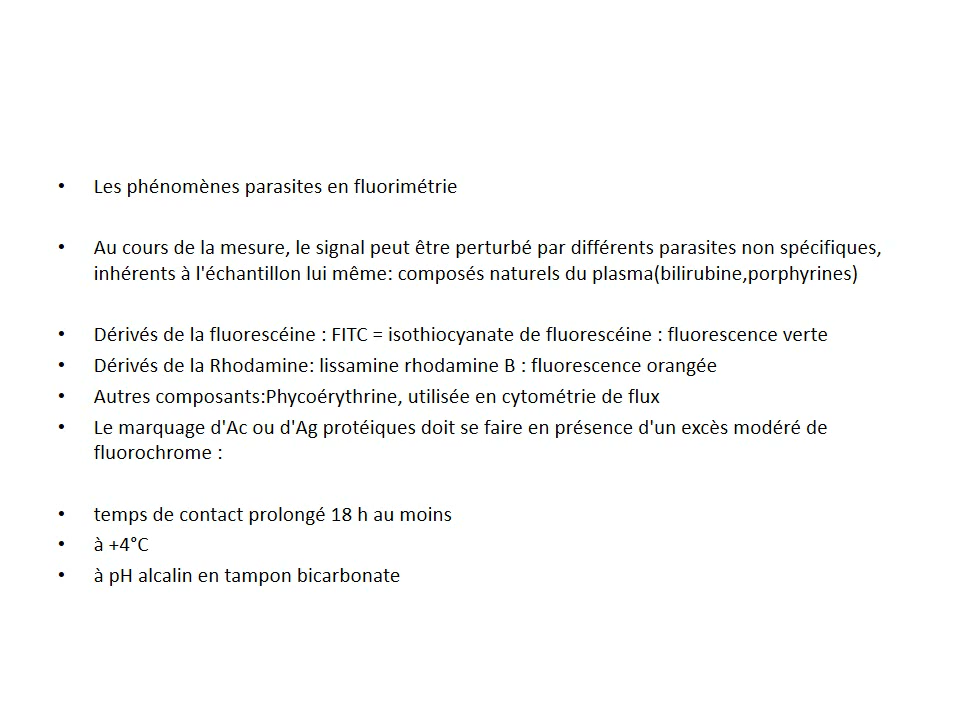 • Les phénomènes parasites en fluorimétrie
• Au cours de la mesure, le signal peut être perturbé par différents parasites non spécifiques,
inhérents à l'échantillon lui même: composés naturels du plasma(bilirubine,porphyrines)
• Dérivés de la fluorescéine : FITC = isothiocyanate de fluorescéine : fluorescence verte
• Dérivés de la Rhodamine: lissamine rhodamine B : fluorescence orangée
• Autres composants:Phycoérythrine, utilisée en cytométrie de flux
• Le marquage d'Ac ou d'Ag protéiques doit se faire en présence d'un excès modéré de
fluorochrome :
• temps de contact prolongé 18 h au moins
• à +4°C
• à pH alcalin en tampon bicarbonate